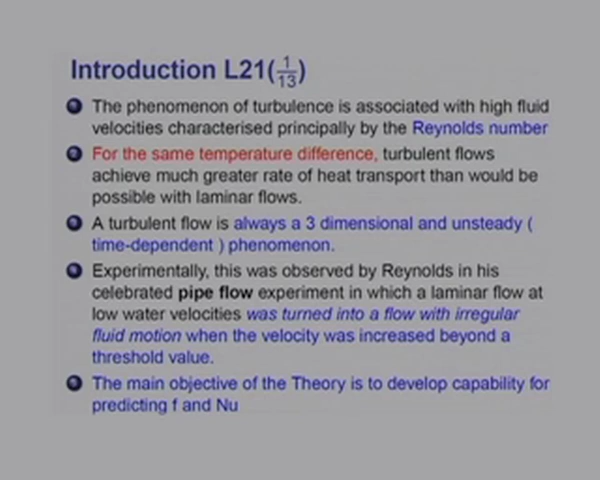 Introduction L21(1/13)
The phenomenon of turbulence is associated with high fluid
velocities characterised principally by the Reynolds number
For the same temperature difference, turbulent flows
achieve much greater rate of heat transport than would be
possible with laminar flows.
A turbulent flow is always a 3 dimensional and unsteady (
time-dependent ) phenomenon.
Experimentally, this was observed by Reynolds in his
celebrated pipe flow experiment in which a laminar flow at
low water velocities was turned into a flow with irregular
fluid motion when the velocity was increased beyond a
threshold value.
The main objective of the Theory is to develop capability for
predicting f and Nu